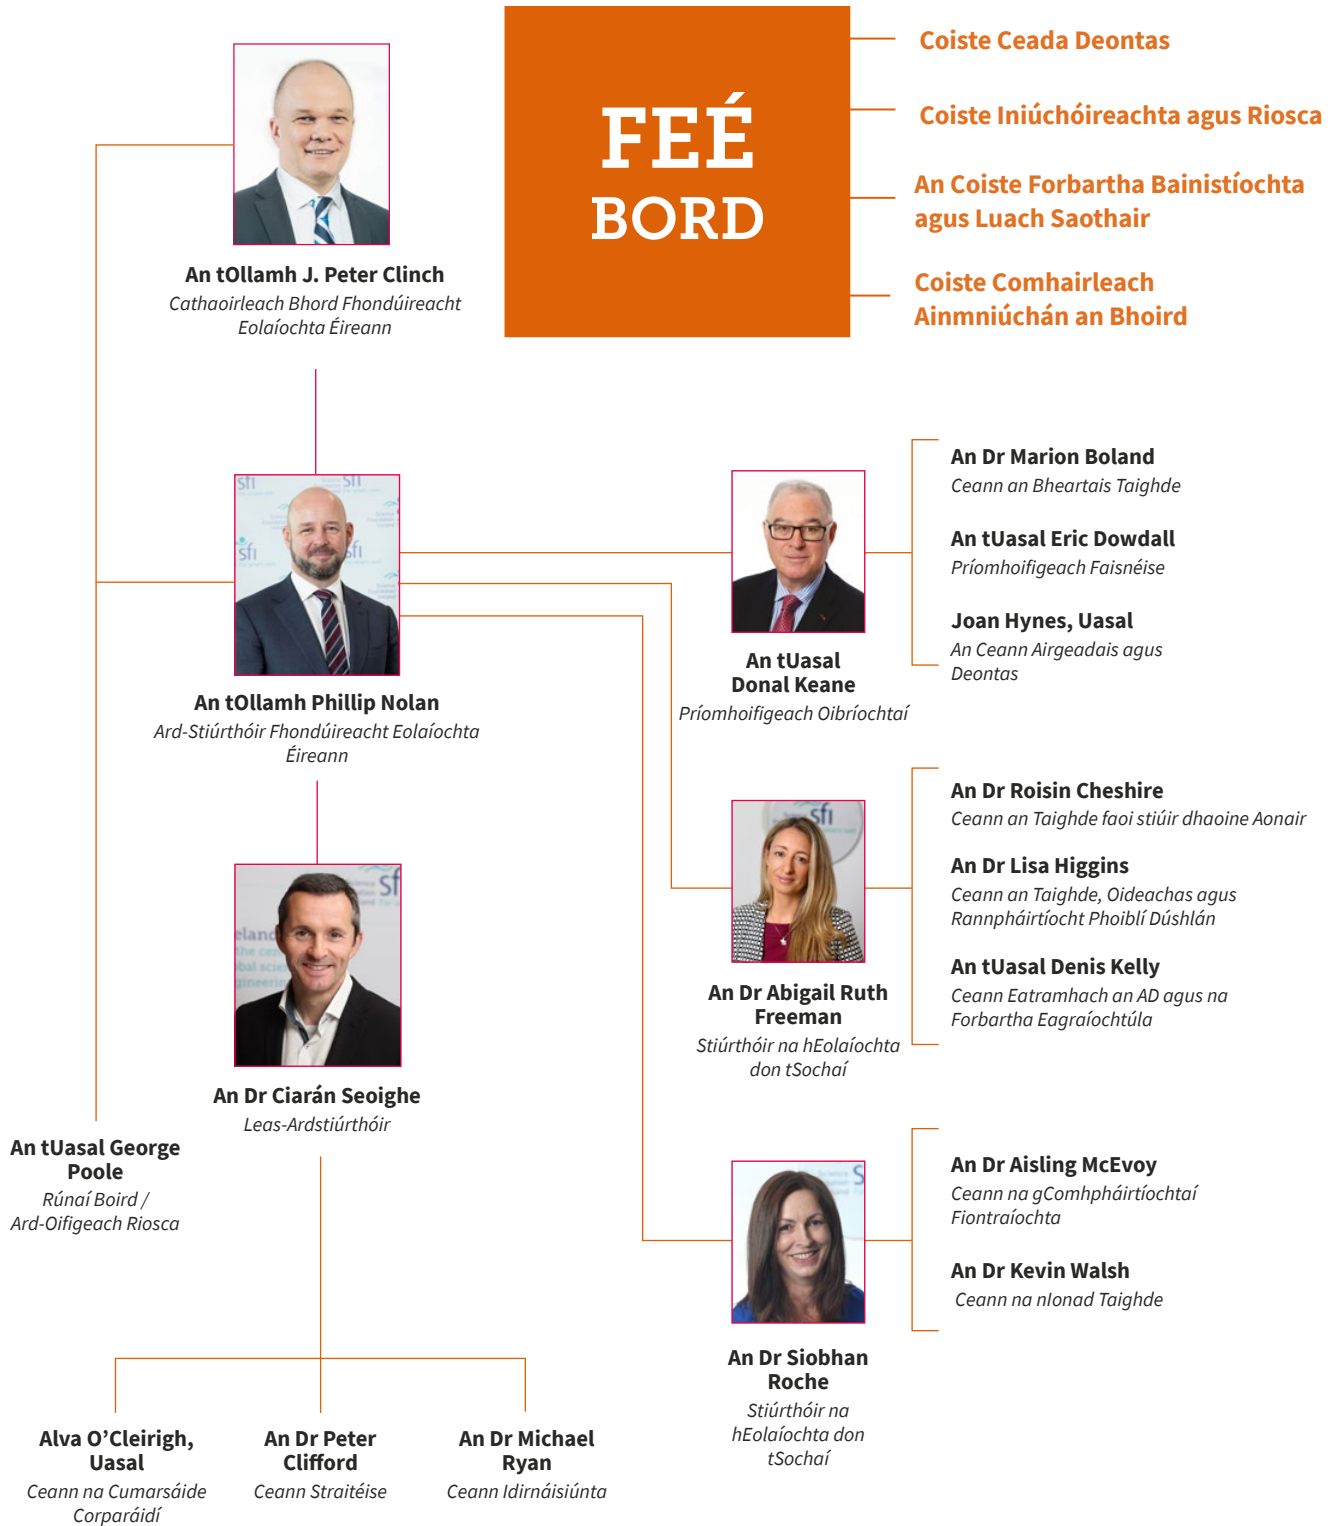 FEÉ
BORD
Coiste Ceada Deontas
Coiste Iniúchóireachta agus Riosca
An Coiste Forbartha Bainistíochta
agus Luach Saothair
Coiste Comhairleach
Ainmniúchán an Bhoird
An tOllamh J. Peter Clinch
Cathaoirleach Bhord Fhondúireacht
Eolaíochta Éireann
An tOllamh Phillip Nolan
Ard-Stiúrthóir Fhondúireacht Eolaíochta
Éireann
An tUasal
Donal Keane
Príomhoifigeach Oibríochtaí
An Dr Marion Boland
Ceann an Bheartais Taighde
An tUasal Eric Dowdall
Príomhoifigeach Faisnéise
Joan Hynes, Uasal
An Ceann Airgeadais agus
Deontas
An Dr Abigail Ruth
Freeman
Stiúrthóir na hEolaíochta
don tSochaí
An Dr Roisin Cheshire
Ceann an Taighde faoi stiúir dhaoine Aonair
An Dr Lisa Higgins
Ceann an Taighde, Oideachas agus
Rannpháirtíocht Phoiblí Dúshlán
An tUasal Denis Kelly
Ceann Eatramhach an AD agus na
Forbartha Eagraíochtúla
An Dr Ciarán Seoighe
Leas-Ardstiúrthóir
An tUasal George
Poole
Rúnaí Boird /
Ard-Oifigeach Riosca
An Dr Siobhan
Roche
Stiúrthóir na
hEolaíochta don
tSochaí
An Dr Aisling McEvoy
Ceann na gComhpháirtíochtaí
Fiontraíochta
An Dr Kevin Walsh
Ceann na nIonad Taighde
Alva O’Cleirigh,
Uasal
Ceann na Cumarsáide
Corparáidí
An Dr Peter
Clifford
Ceann Straitéise
An Dr Michael
Ryan
Ceann Idirnáisiúnta
sfi
sfi
sfi
sfi
sfi